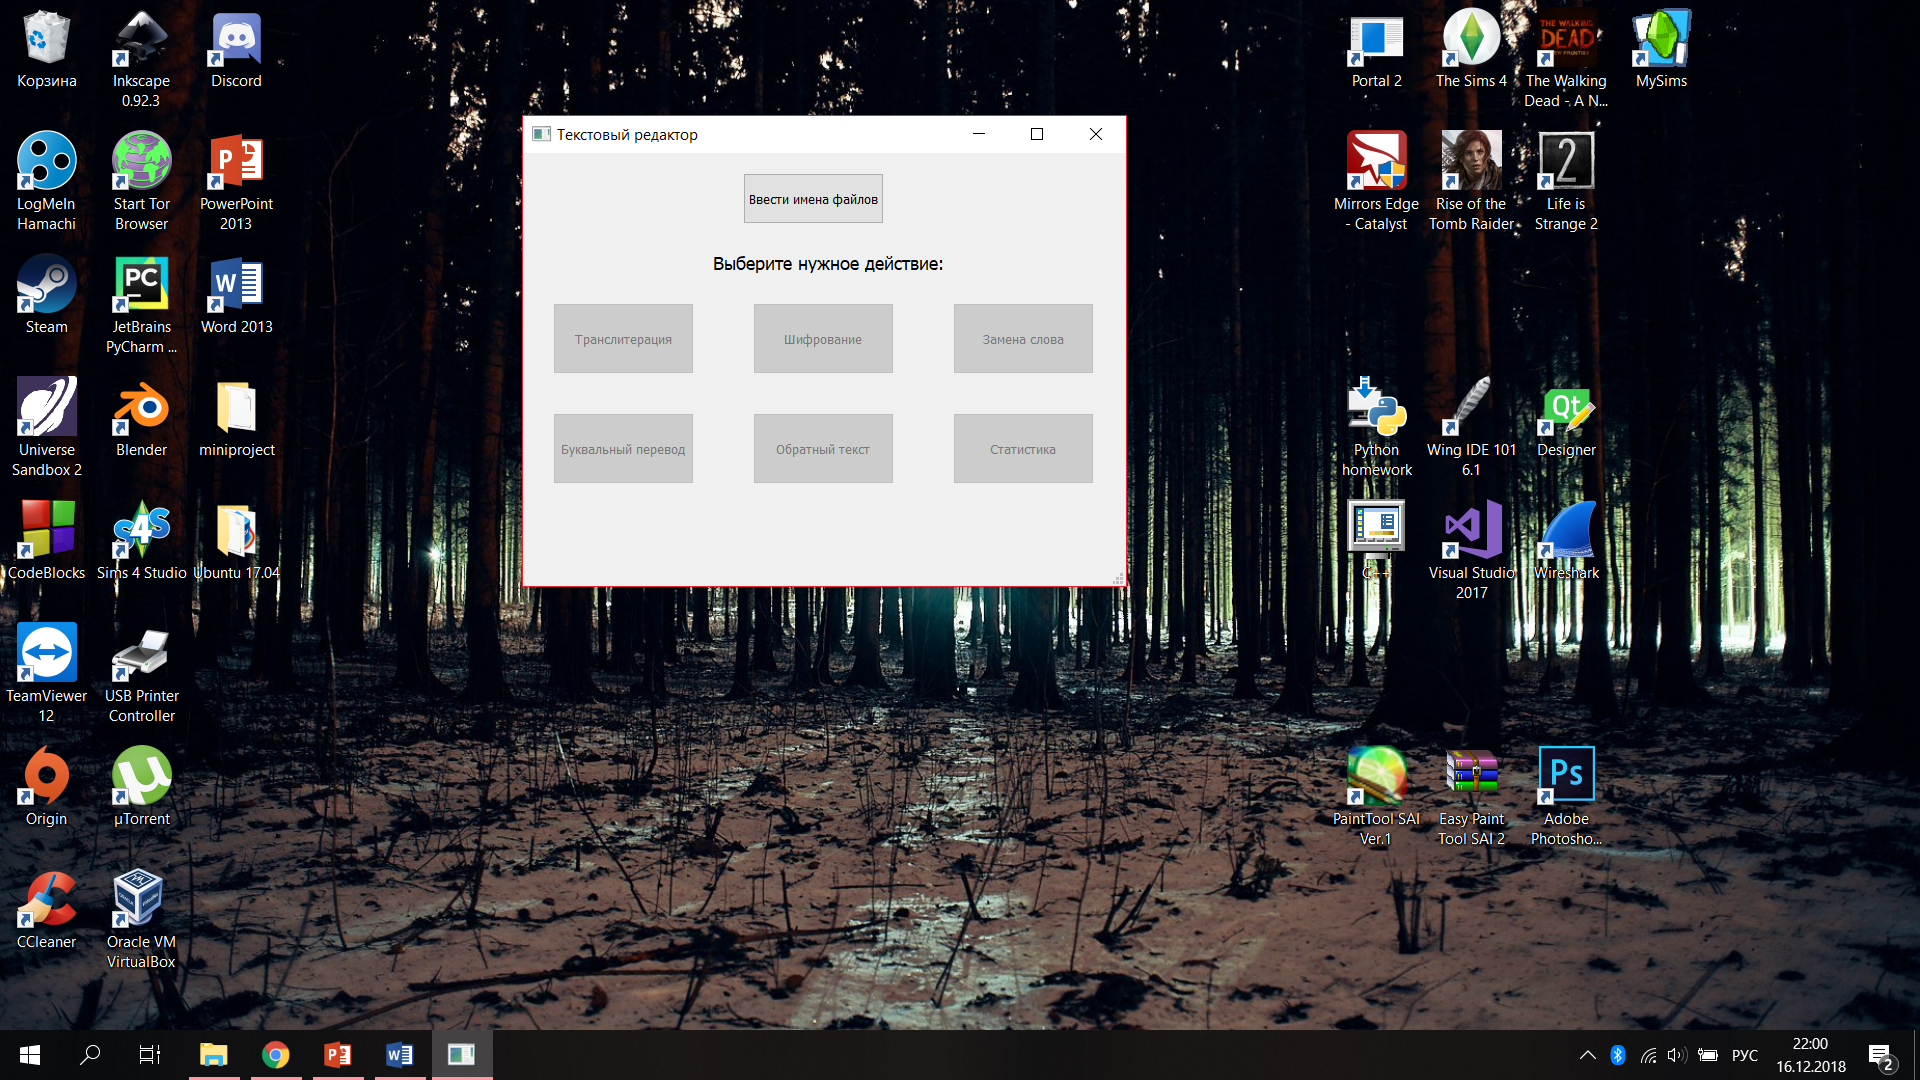 Корзина
Inkscape
0.92.3
Discord
LogMeIn
Hamachi
Start Tor
Browser
PowerPoint
2013
Steam
JetBrains
PyCharm ...
Word 2013
Universe
Sandbox 2
Blender
miniproject
CodeBlocks
Sims 4 Studio
Ubuntu 17.04
TeamViewer
12
USB Printer
Controller
Origin
µTorrent
CCleaner
Oracle VM
VirtualBox
Текстовый редактор
Ввести имена файлов
Выберите нужное действие:
Транслитерация
Шифрование
Замена слова
Буквальный перевод
Обратный текст
Статистика
Portal 2
The Sims 4
The Walking
Dead - A N...
MySims
Mirrors Edge
- Catalyst
Rise of the
Tomb Raider
Life is
Strange 2
Python
homework
Wing IDE 101
6.1
Designer
C++
Visual Studio
2017
Wireshark
PaintTool SAI
Ver.1
Easy Paint
Tool SAI 2
Adobe
Photosho...
РУС
22:00
16.12.2018
2